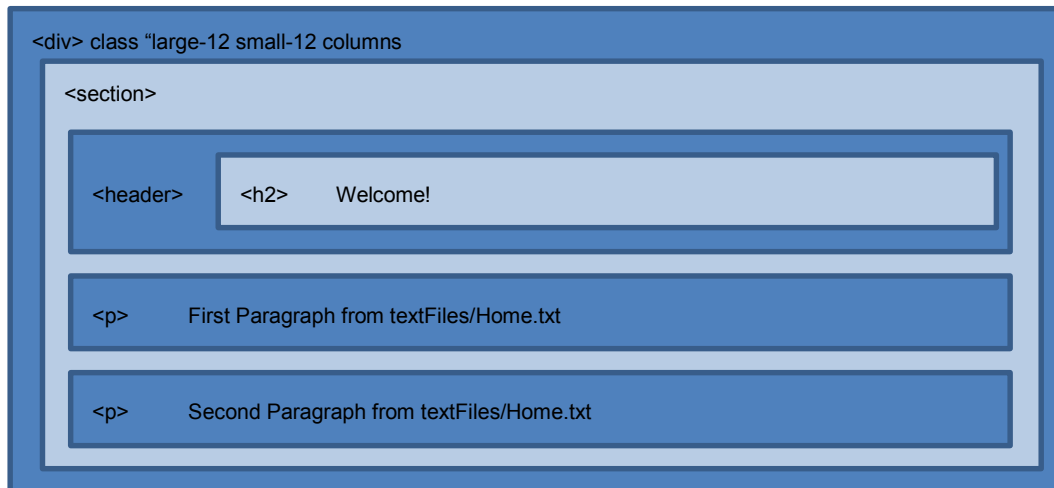 <div> class “large-12 small-12 columns
<section>
<header> <h2> Welcome!
<p> First Paragraph from textFiles/Home.txt
<p> Second Paragraph from textFiles/Home.txt